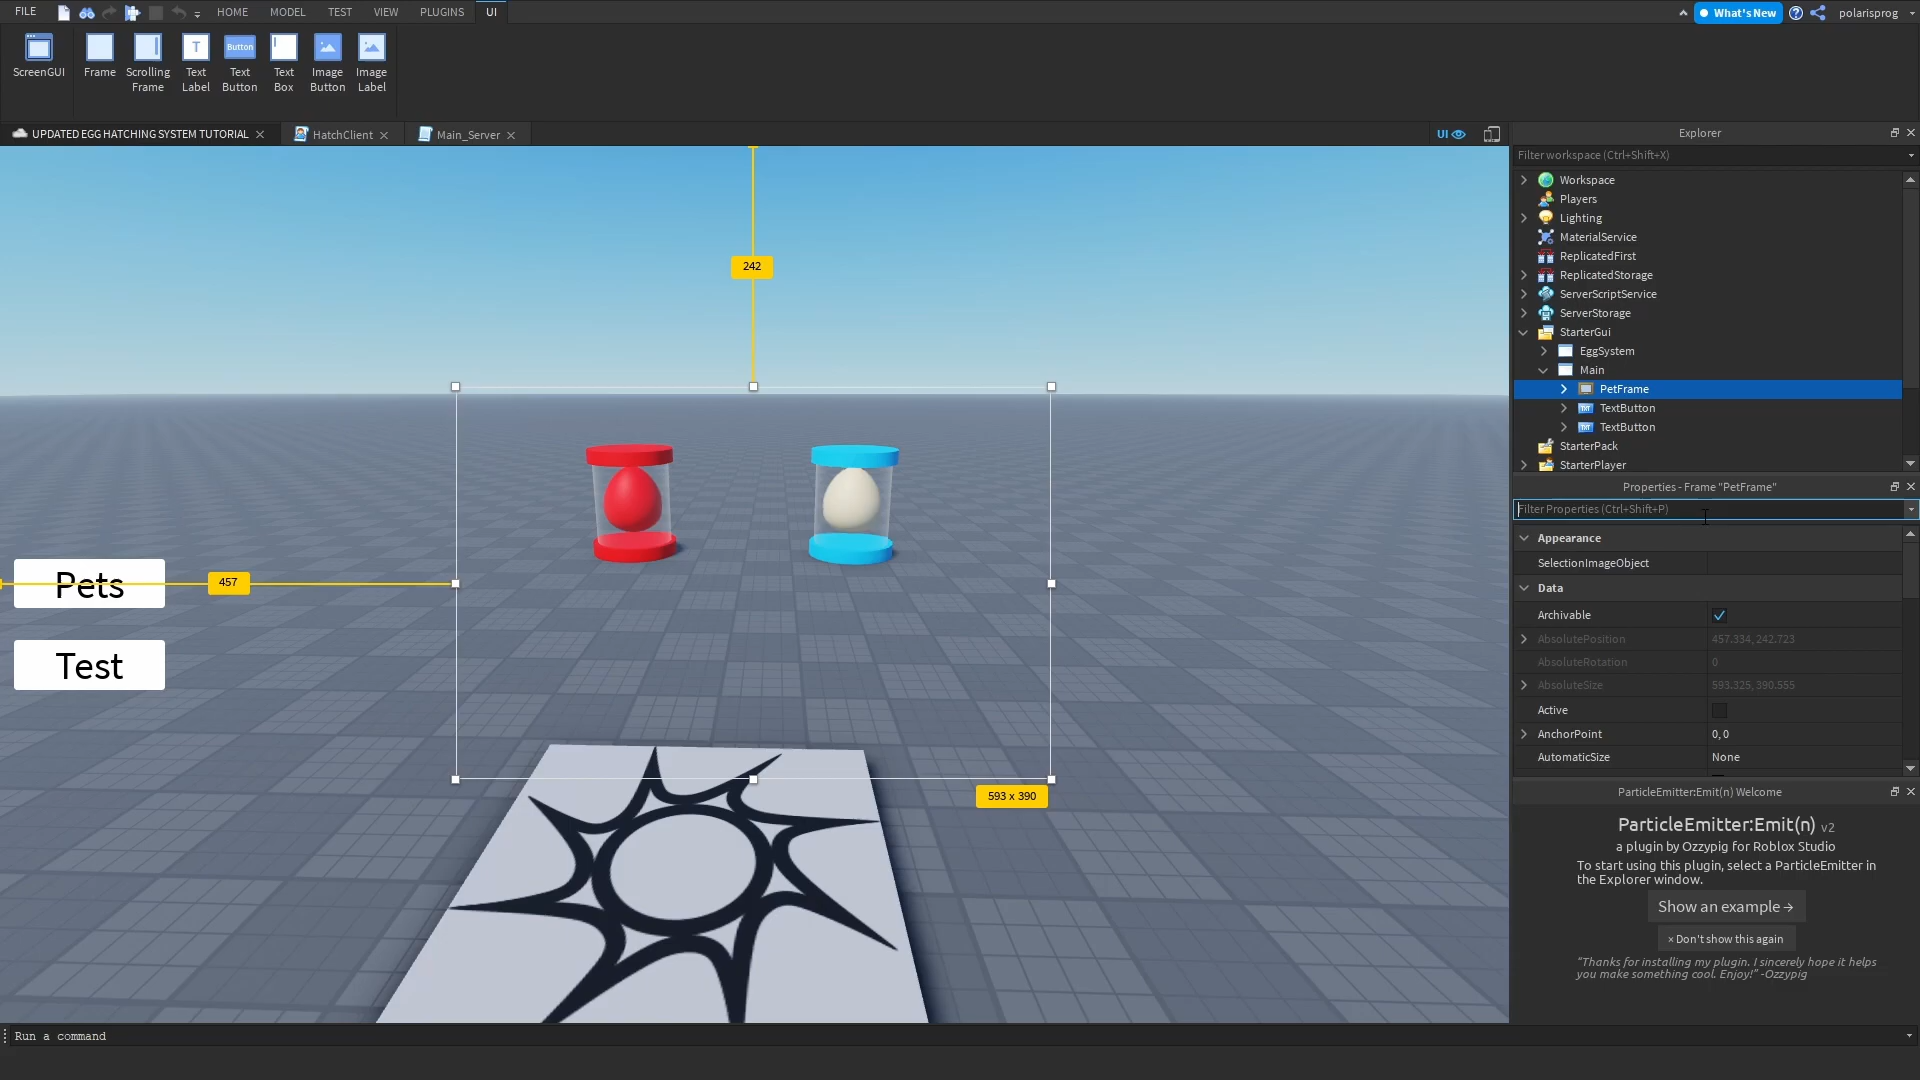 FILE
HOME
MODEL
TEST
VIEW
PLUGINS
UI
What's New
polarisprog
ScreenGUI
Frame
Scrolling
Frame
T
Text
Label
Button
Text
Button
Text
Box
Image
Button
Image
Label
UPDATED EGG HATCHING SYSTEM TUTORIAL
HatchClient
Main_Server
UI
242
457
593 x 390
Pets
Test
Explorer
Filter workspace (Ctrl+Shift+X)
Workspace
Players
Lighting
MaterialService
ReplicatedFirst
ReplicatedStorage
ServerScriptService
ServerStorage
StarterGui
EggSystem
Main
PetFrame
TXT TextButton
TXT TextButton
StarterPack
StarterPlayer
Properties - Frame "PetFrame"
Filter Properties (Ctrl+Shift+P)
Appearance
SelectionImageObject
Data
Archivable
AbsolutePosition 457.334, 242.723
AbsoluteRotation 0
AbsoluteSize 593.325, 390.555
Active
AnchorPoint 0, 0
AutomaticSize None
ParticleEmitter:Emit(n) Welcome
ParticleEmitter:Emit(n) v2
a plugin by Ozzypig for Roblox Studio
To start using this plugin, select a ParticleEmitter in
the Explorer window.
Show an example →
× Don't show this again
“Thanks for installing my plugin. I sincerely hope it helps
you make something cool. Enjoy!” -Ozzypig
Run a command